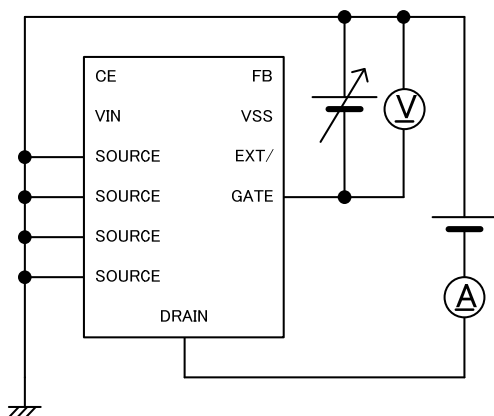 CE FB
VIN VSS
V
SOURCE EXT/
SOURCE GATE
SOURCE
SOURCE
A
DRAIN